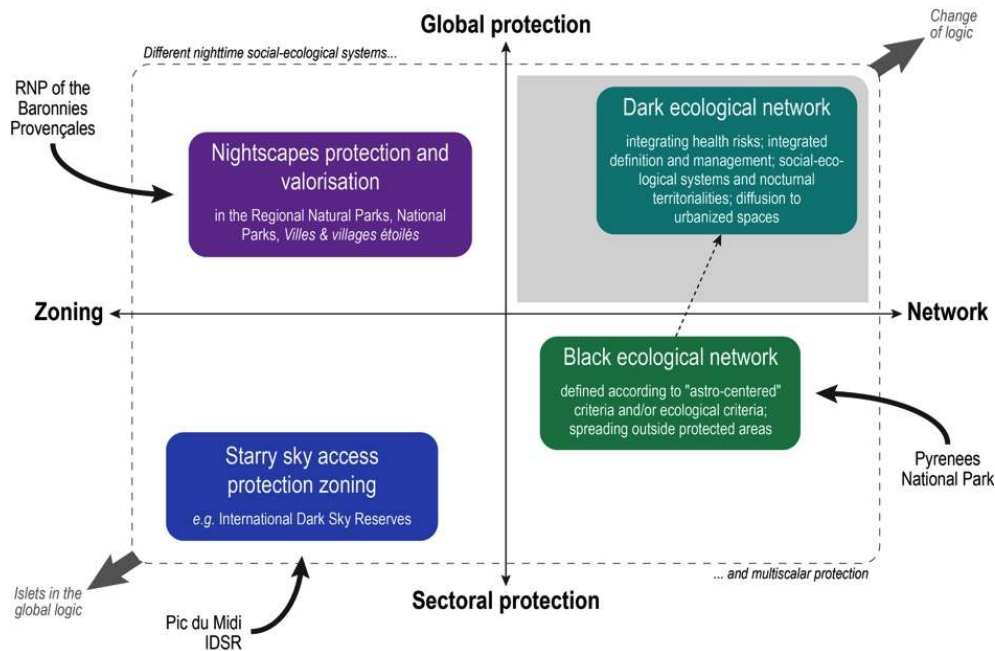 Global protection
Change
of logic
Different nighttime social-ecological systems...
RNP of the
Baronnies
Provençales
Nightscapes protection and
valorisation
in the Regional Natural Parks, National
Parks, Villes & villages étoilés
Dark ecological network
integrating health risks; integrated
definition and management; social-eco-
logical systems and nocturnal
territorialities; diffusion to
urbanized spaces
Zoning
Network
Black ecological network
defined according to "astro-centered"
criteria and/or ecological criteria;
spreading outside protected areas
Pyrenees
National Park
Starry sky access
protection zoning
e.g. International Dark Sky Reserves
Islets in the
global logic
Pic du Midi
IDSR
Sectoral protection
... and multiscalar protection